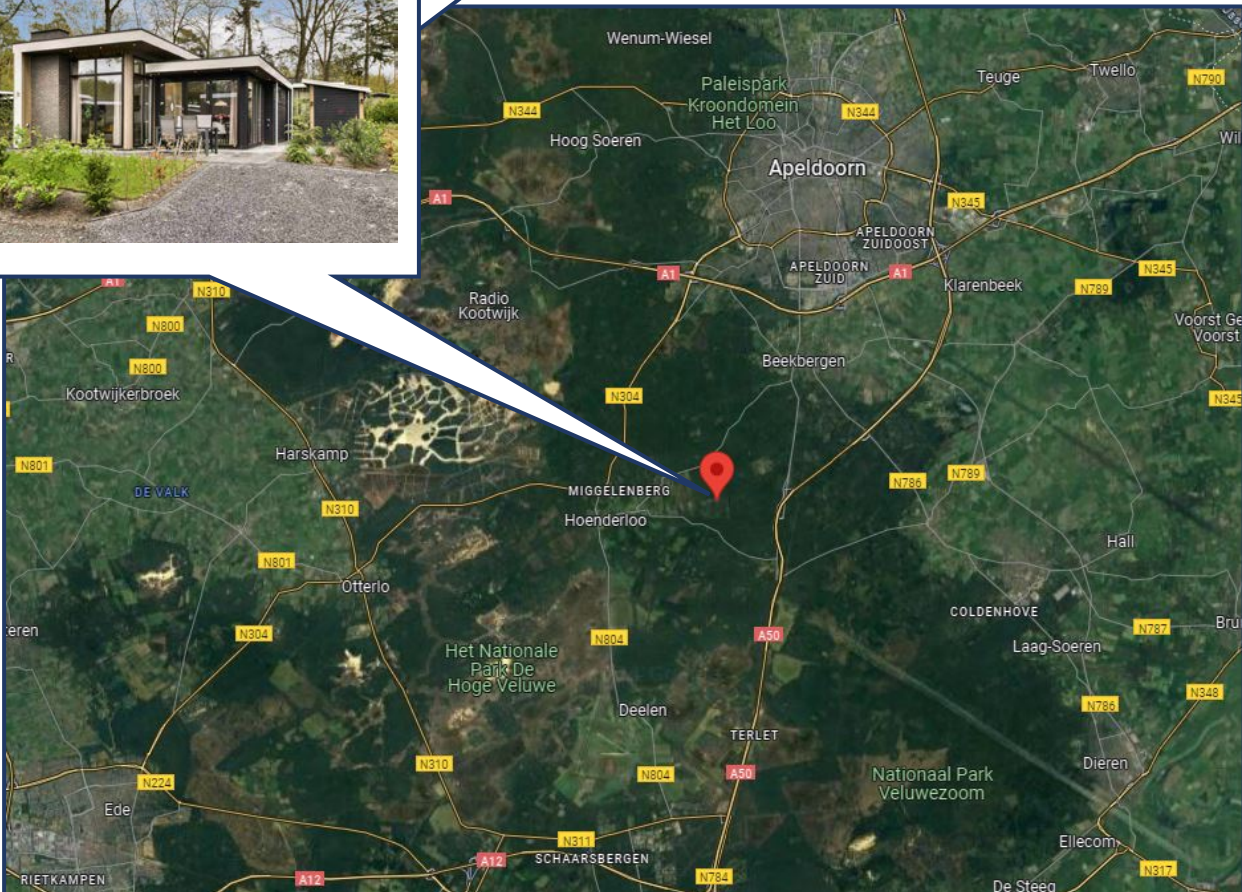 Wenum-Wiesel
Teuge
Twello
N790
Paleispark
Kroondomein
Het Loo
N344
N344
Hoog Soeren
Wil
Apeldoorn
A1
N345
APELDOORN
ZUIDOOST
APELDOORN
ZUID
A1
A1
N345
A1
N310
Klarenbeek
N789
Radio
Kootwijk
N800
Voorst Ge
Voorst
N800
Beekbergen
R
Kootwijkerbroek
N304
N345
Harskamp
N801
DE VALK
MIGGELENBERG
N786
N789
N310
Hoenderloo
Hall
N801
Otterlo
COLDENHOVE
N304
N804
A50
N787
Bru
teren
Laag-Soeren
Het Nationale
Park De
Hoge Veluwe
N348
N786
Deelen
TERLET
N310
N804
A50
Nationaal Park
Veluwezoom
Dieren
N224
Ede
N311
SCHAARSBERGEN
A12
Ellecom
N317
RIETKAMPEN
A12
N784
De Steeg